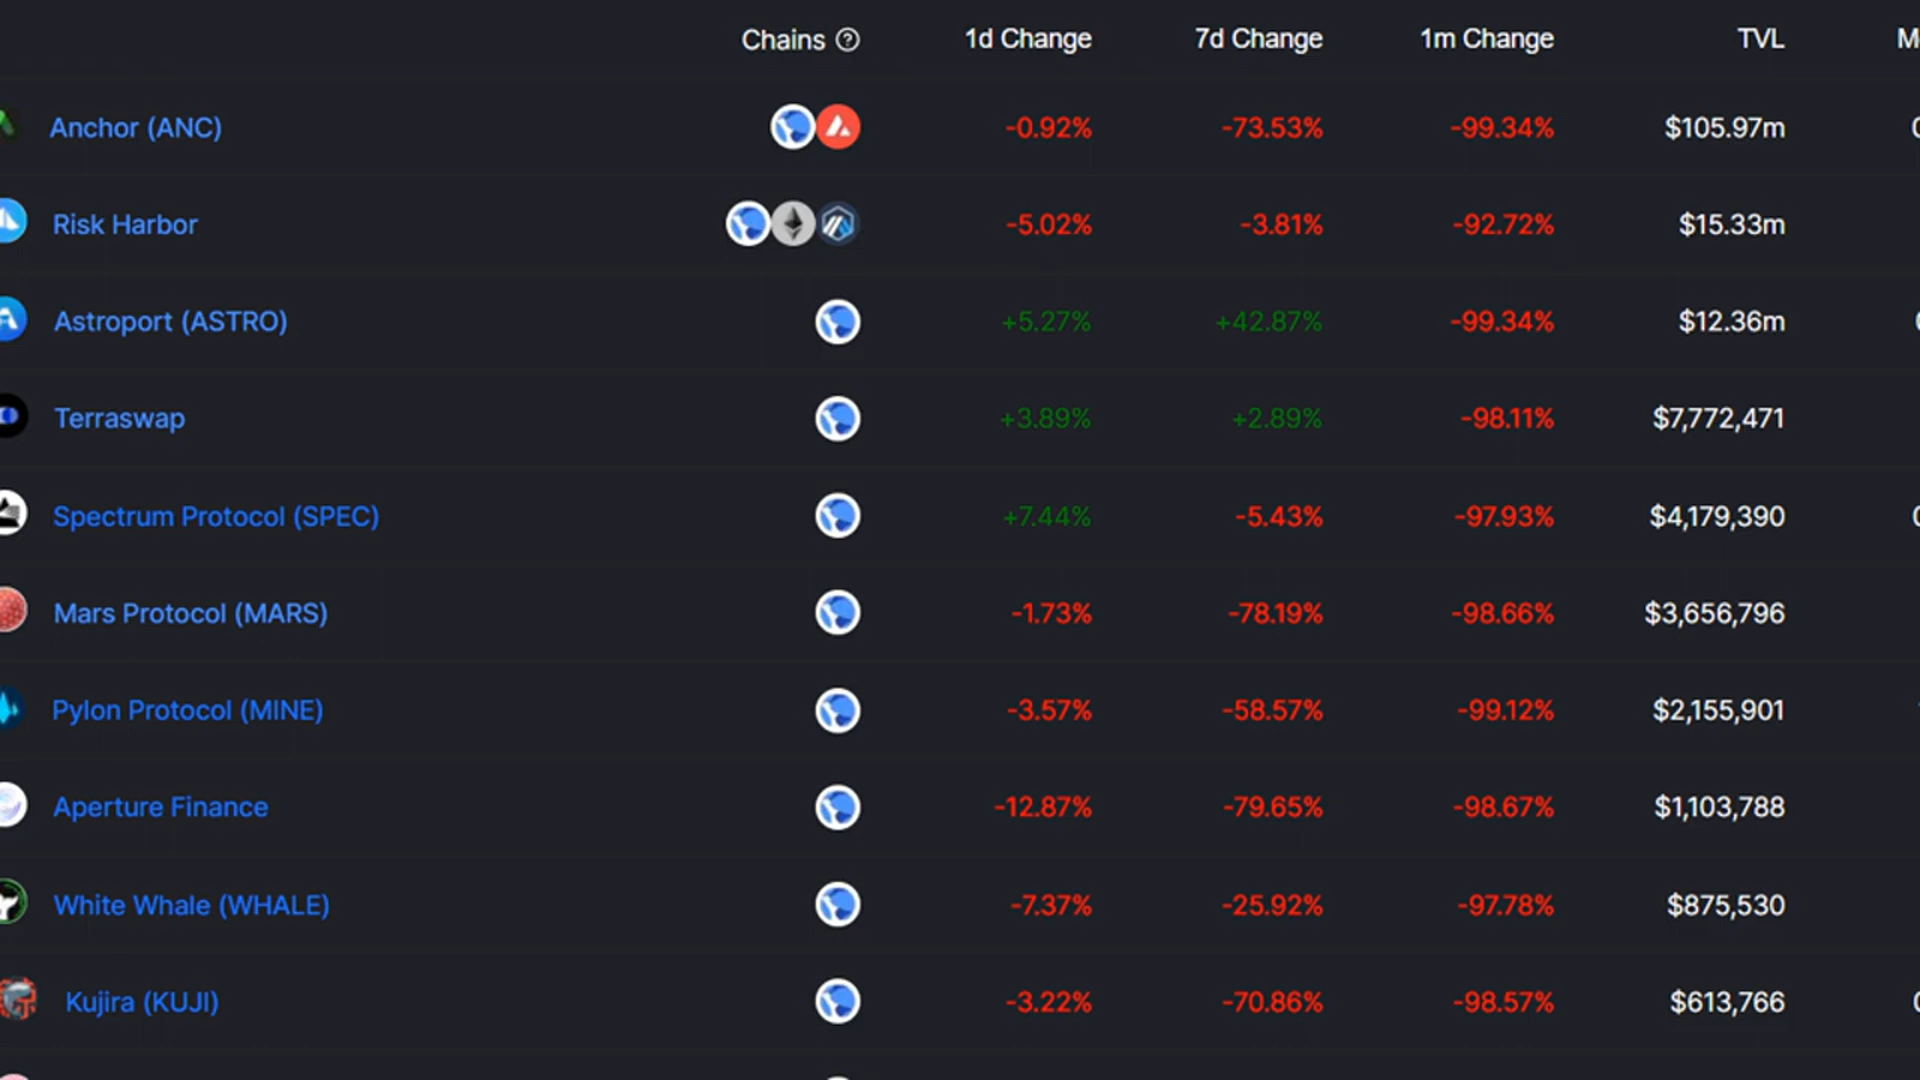 Chains ? 1d Change 7d Change 1m Change TVL
Anchor (ANC) -0.92% -73.53% -99.34% $105.97m
Risk Harbor -5.02% -3.81% -92.72% $15.33m
Astroport (ASTRO) +5.27% +42.87% -99.34% $12.36m
Terraswap +3.89% +2.89% -98.11% $7,772,471
Spectrum Protocol (SPEC) +7.44% -5.43% -97.93% $4,179,390
Mars Protocol (MARS) -1.73% -78.19% -98.66% $3,656,796
Pylon Protocol (MINE) -3.57% -58.57% -99.12% $2,155,901
Aperture Finance -12.87% -79.65% -98.67% $1,103,788
White Whale (WHALE) -7.37% -25.92% -97.78% $875,530
Kujira (KUJI) -3.22% -70.86% -98.57% $613,766